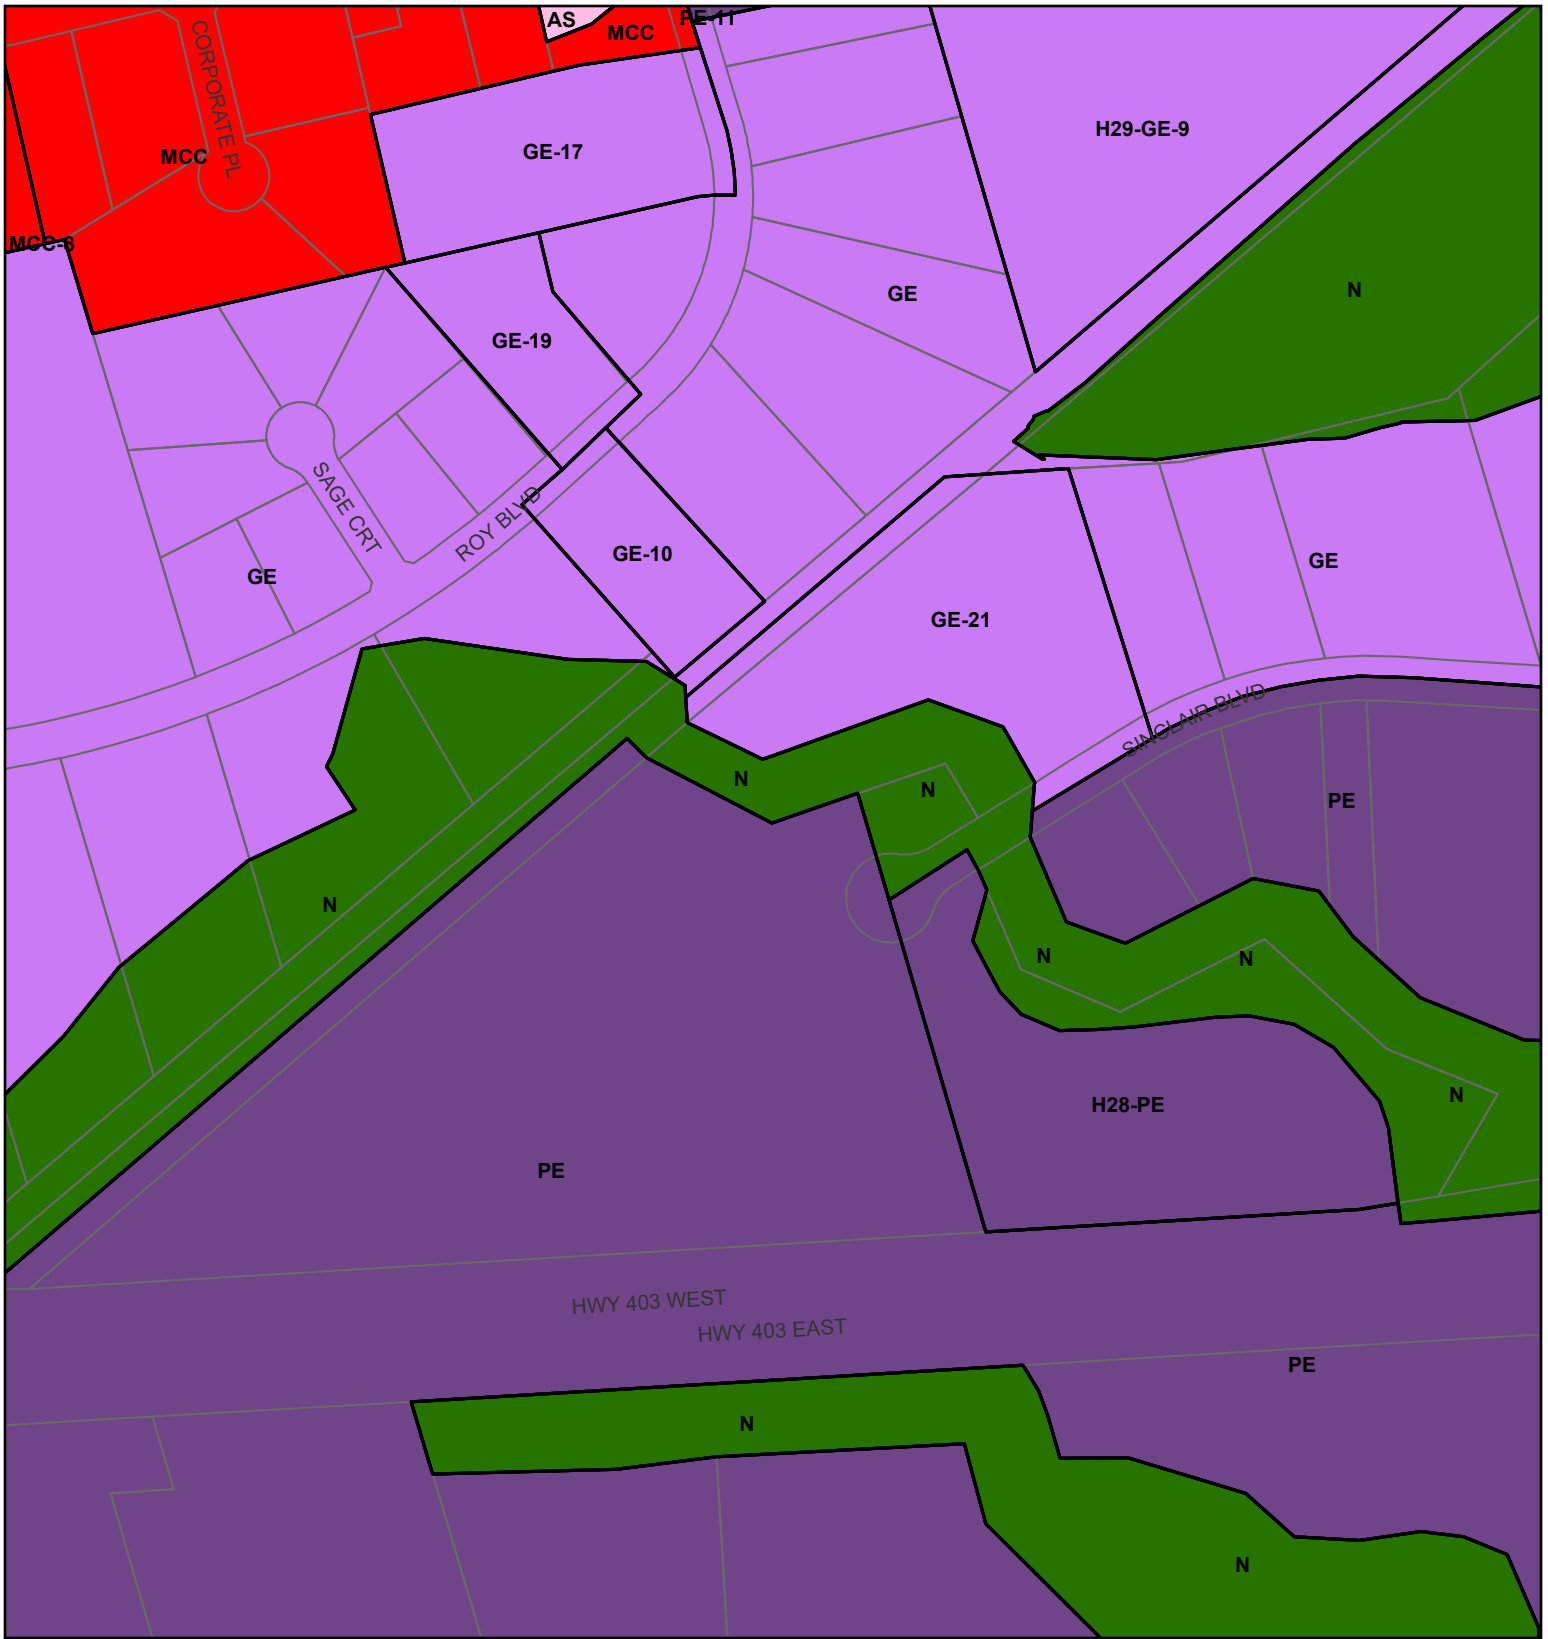 AS
PE-11
MCC
CORPORATE PL
H29-GE-9
GE-17
MCC
MCC-8
GE
N
GE-19
SAGE CRT
ROY BLVD
GE-10
GE
GE
GE-21
SINCLAIR BLVD
N
N
PE
N
N
N
N
H28-PE
PE
HWY 403 WEST
HWY 403 EAST
PE
N
N